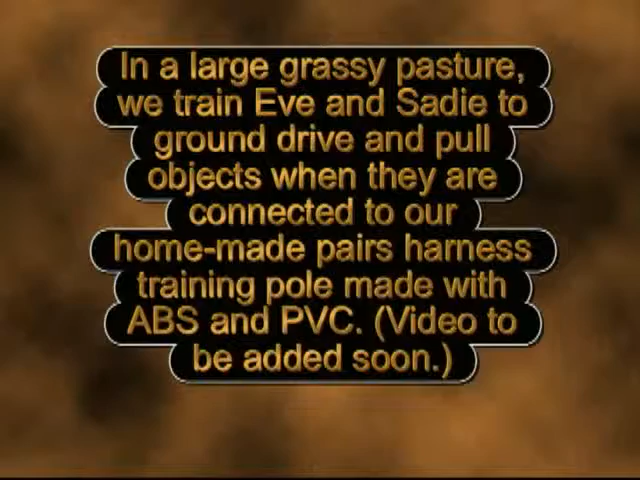 In a large grassy pasture,
we train Eve and Sadie to
ground drive and pull
objects when they are
connected to our
home-made pairs harness
training pole made with
ABS and PVC. (Video to
be added soon.)